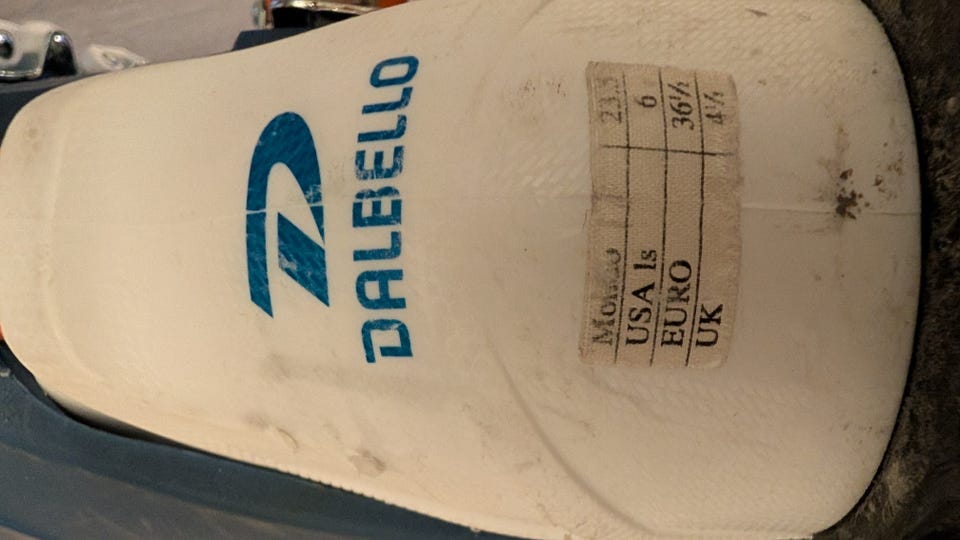 DALBELLO
Mondo 23.5
USA ls 6
EURO 36½
UK 4½